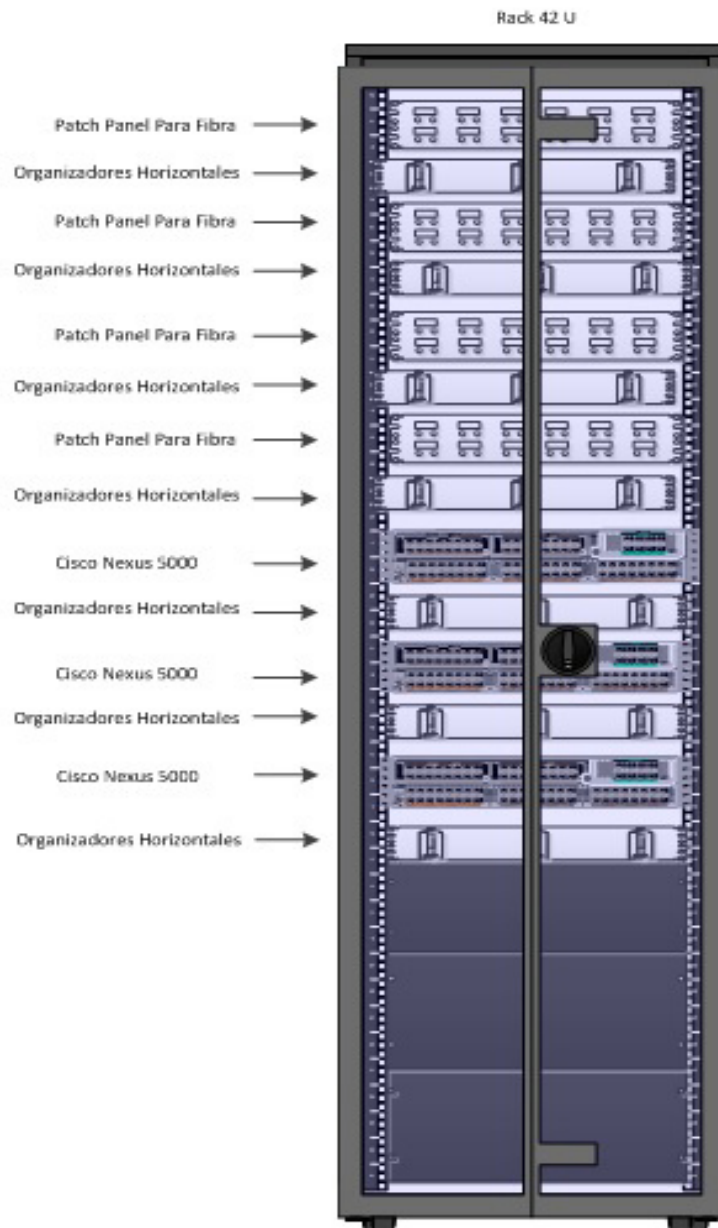 Rack 42 U
Patch Panel Para Fibra
Organizadores Horizontales
Patch Panel Para Fibra
Organizadores Horizontales
Patch Panel Para Fibra
Organizadores Horizontales
Patch Panel Para Fibra
Organizadores Horizontales
Cisco Nexus 5000
Organizadores Horizontales
Cisco Nexus 5000
Organizadores Horizontales
Cisco Nexus 5000
Organizadores Horizontales